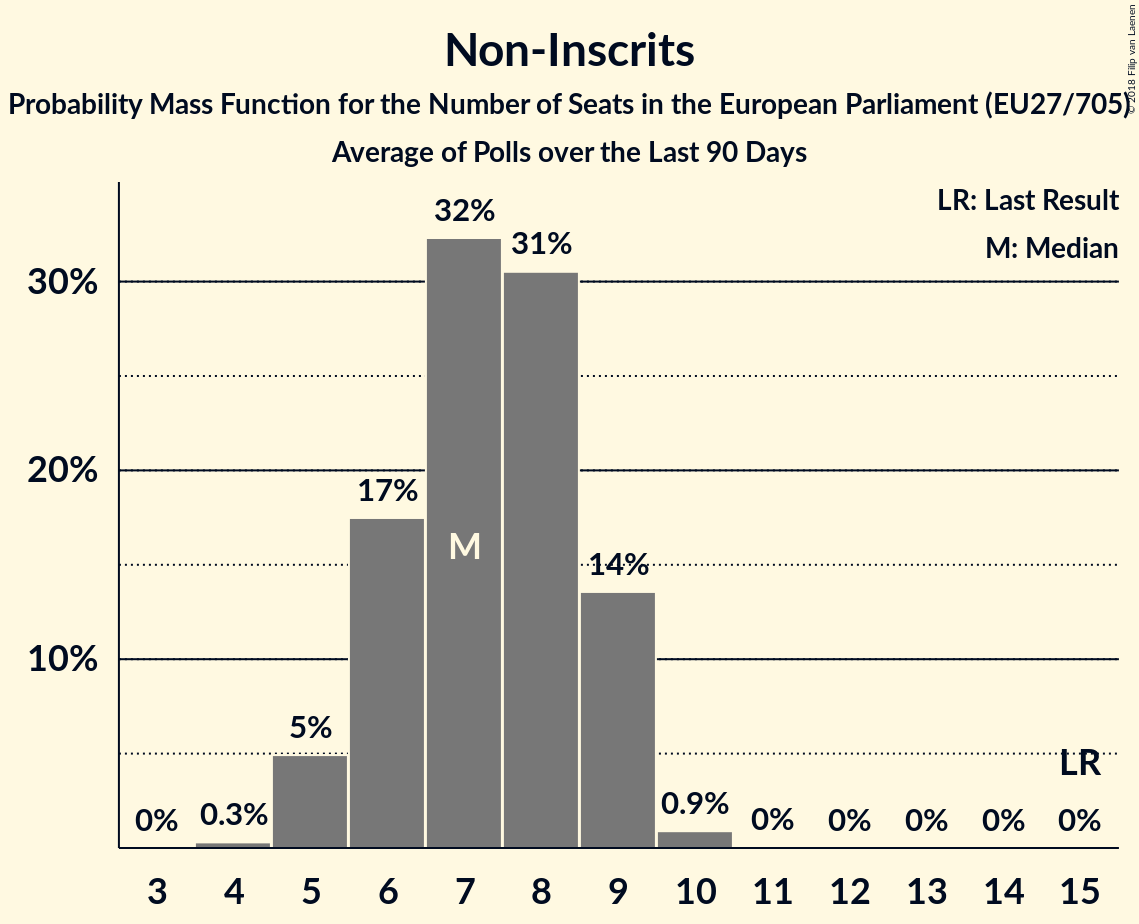 Non-Inscrits
Probability Mass Function for the Number of Seats in the European Parliament (EU27/705)
Average of Polls over the Last 90 Days
© 2018 Filip van Laenen
LR: Last Result
M: Median
30%
20%
10%
0%
0.3%
5%
17%
32%
31%
14%
0.9%
0%
0%
0%
0%
0%
M
LR
3 4 5 6 7 8 9 10 11 12 13 14 15